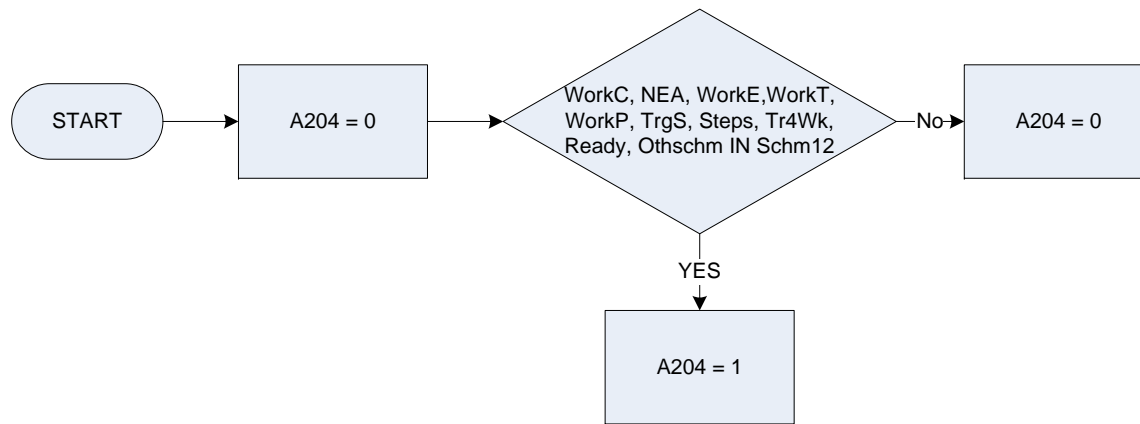 START
A204 = 0
WorkC, NEA, WorkE,WorkT,
WorkP, TrgS, Steps, Tr4Wk,
Ready, Othschm IN Schm12
No
A204 = 0
YES
A204 = 1